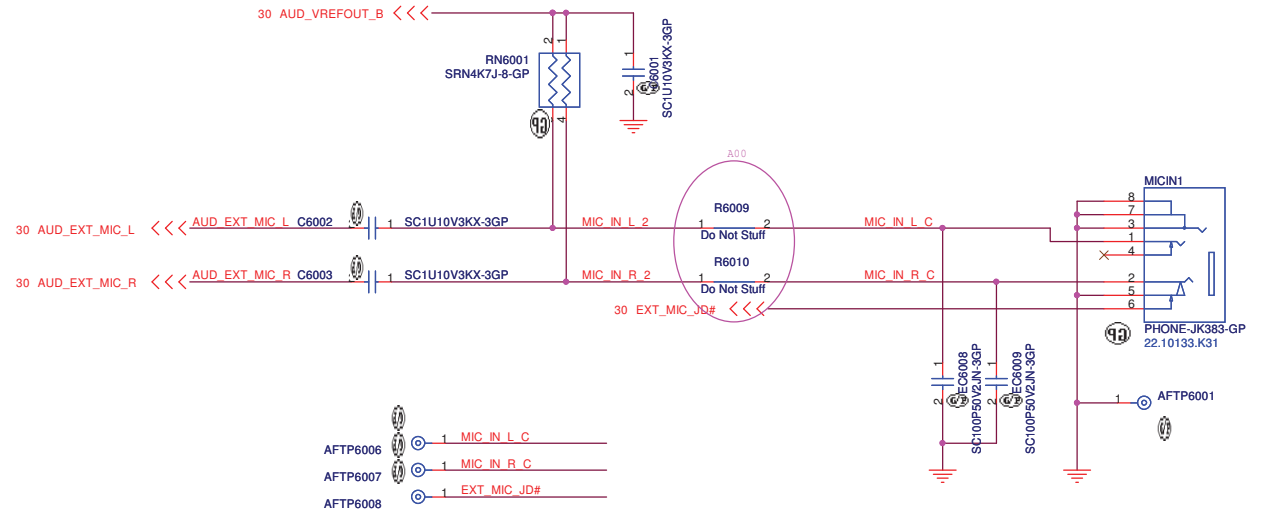 30 AUD_VREFOUT_B
2 1
RN6001
SRN4K7J-8-GP
4
1
2
SC1U10V3KX-3GP
A00
MICIN1
30 AUD_EXT_MIC_L
AUD_EXT_MIC_L C6002
1 SC1U10V3KX-3GP
MIC_IN_L_2
R6009
1 2
Do Not Stuff
MIC_IN_L_C
30 AUD_EXT_MIC_R
AUD_EXT_MIC_R C6003
1 SC1U10V3KX-3GP
MIC_IN_R_2
R6010
1 2
Do Not Stuff
MIC_IN_R_C
30 EXT_MIC_JD#
8
7
3
1
4
2
5
6
PHONE-JK383-GP
22.10133.K31
1
2
EC6008
SC100P50V2JN-3GP
1
2
EC6009
SC100P50V2JN-3GP
1 AFTP6001
AFTP6006 1 MIC_IN_L_C
AFTP6007 1 MIC_IN_R_C
AFTP6008 1 EXT_MIC_JD#